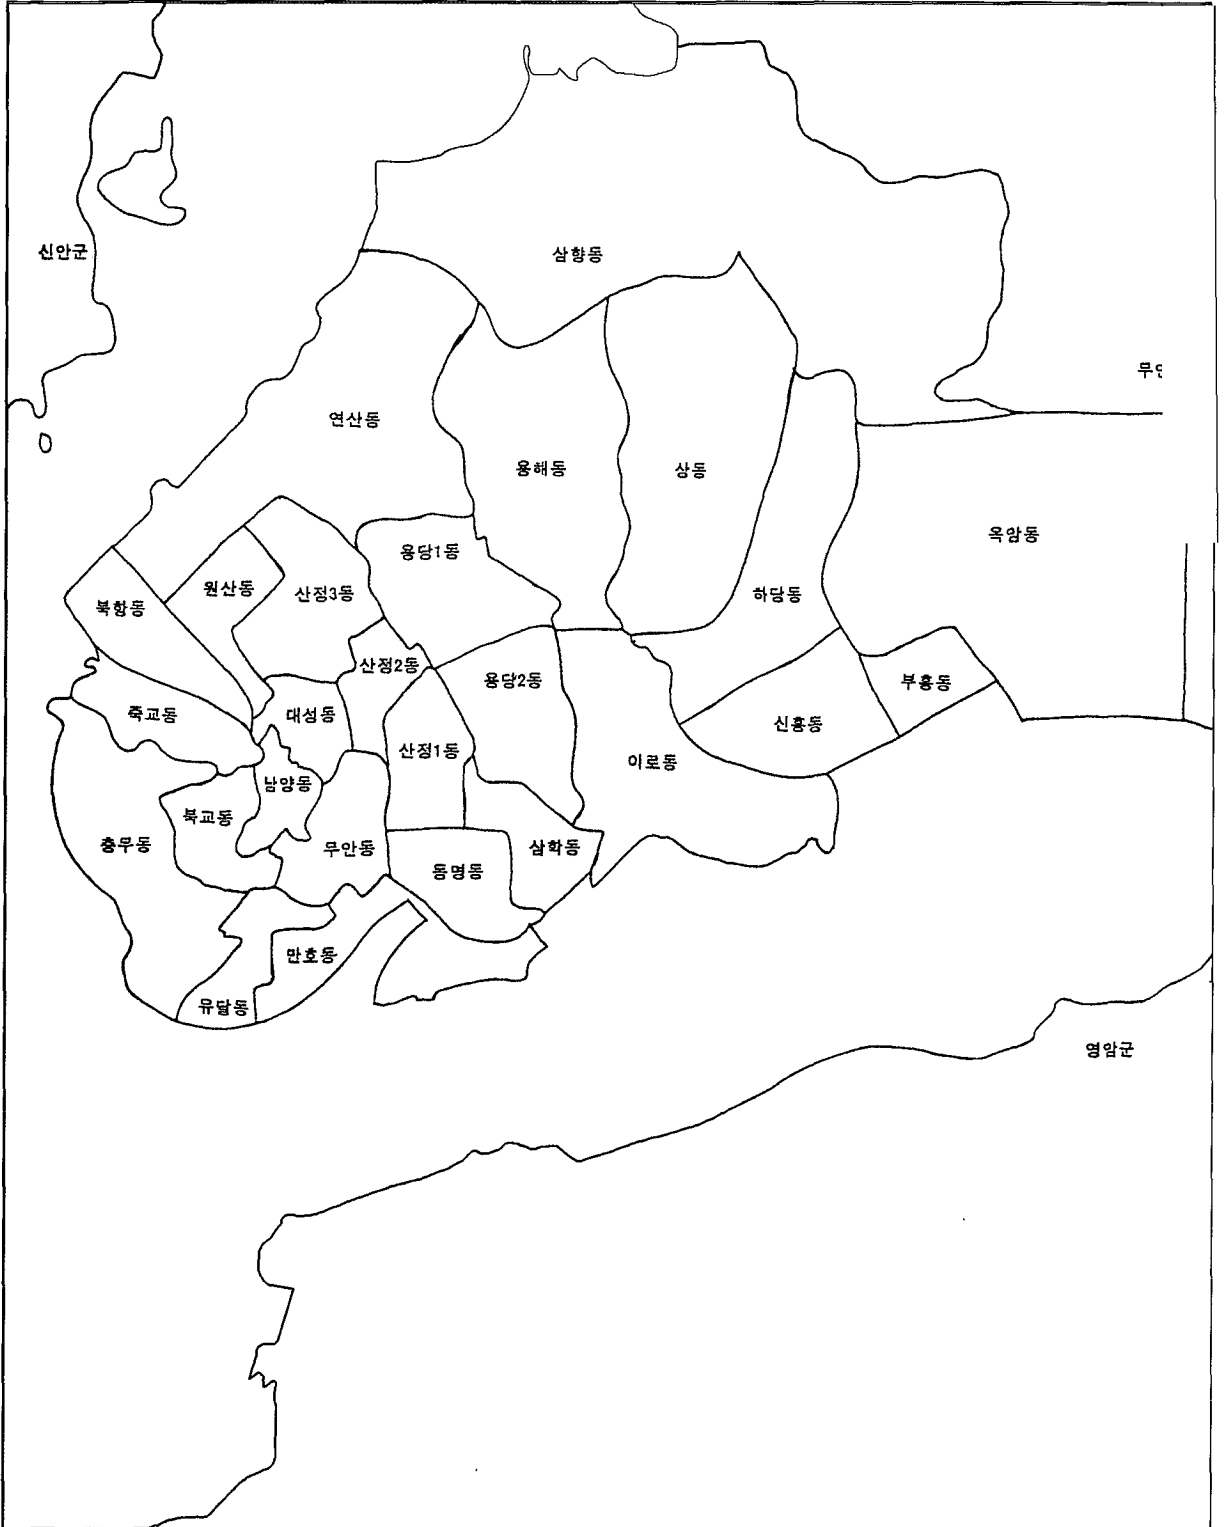 신안군
삼향동
무안
연산동
용해동
상동
옥암동
용당1동
원산동
산정3동
하당동
북항동
산정2동
용당2동
부흥동
죽교동
대성동
신흥동
산정1동
이로동
남양동
북교동
충무동
무안동
삼학동
동명동
만호동
유달동
영암군